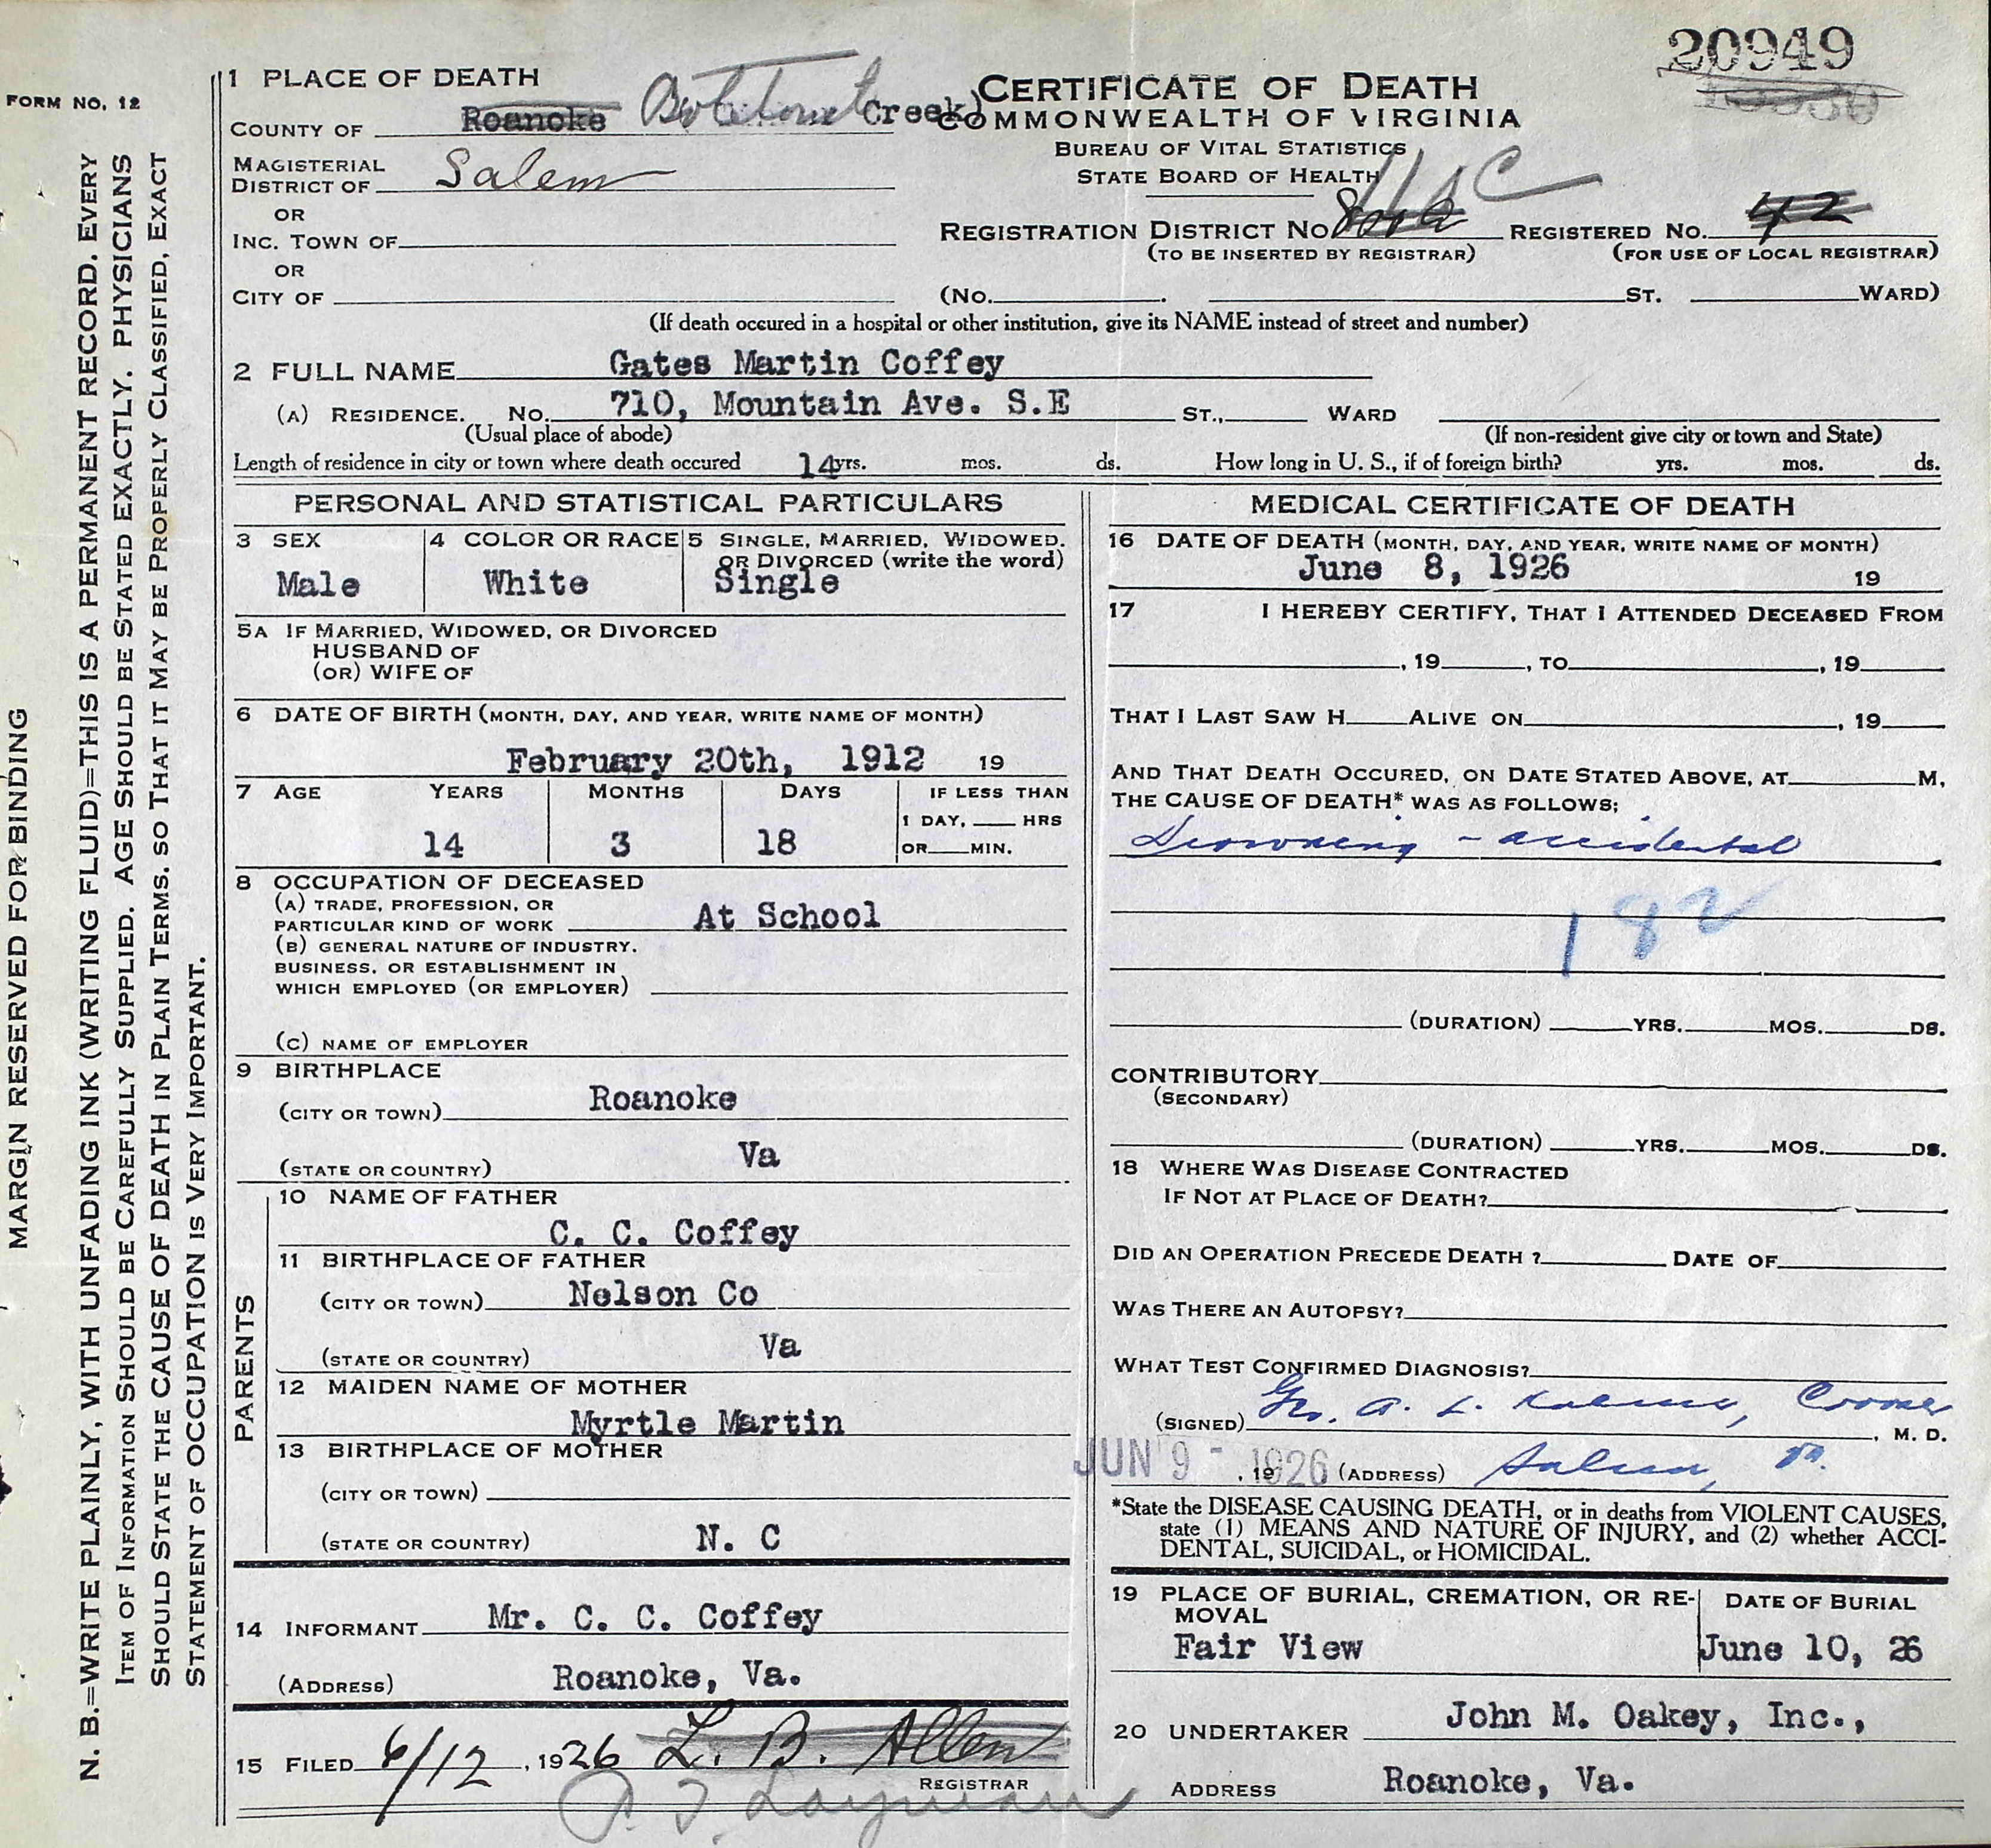 20949
FORM NO. 12
MARGIN RESERVED FOR BINDING
N. B.=WRITE PLAINLY, WITH UNFADING INK (WRITING FLUID)=THIS IS A PERMANENT RECORD. EVERY
ITEM OF INFORMATION SHOULD BE CAREFULLY SUPPLIED. AGE SHOULD BE STATED EXACTLY. PHYSICIANS
SHOULD STATE THE CAUSE OF DEATH IN PLAIN TERMS. SO THAT IT MAY BE PROPERLY CLASSIFIED, EXACT
STATEMENT OF OCCUPATION IS VERY IMPORTANT.
1 PLACE OF DEATH
COUNTY OF Roanoke Botetourt Creek)
MAGISTERIAL
DISTRICT OF Salem
OR
INC. TOWN OF
OR
CITY OF
CERTIFICATE OF DEATH
COMMONWEALTH OF VIRGINIA
BUREAU OF VITAL STATISTICS
STATE BOARD OF HEALTH
REGISTRATION DISTRICT NO. REGISTERED NO. 42
(TO BE INSERTED BY REGISTRAR) (FOR USE OF LOCAL REGISTRAR)
(NO. ST. WARD)
(If death occured in a hospital or other institution, give its NAME instead of street and number)
2 FULL NAME Gates Martin Coffey
(A) RESIDENCE. NO. 710, Mountain Ave. S.E ST., WARD
(Usual place of abode) (If non-resident give city or town and State)
Length of residence in city or town where death occured 14 yrs. mos. ds. How long in U. S., if of foreign birth? yrs. mos. ds.
PERSONAL AND STATISTICAL PARTICULARS
3 SEX
Male
4 COLOR OR RACE
White
5 SINGLE, MARRIED, WIDOWED.
OR DIVORCED (write the word)
Single
5A IF MARRIED, WIDOWED, OR DIVORCED
HUSBAND OF
(OR) WIFE OF
6 DATE OF BIRTH (MONTH, DAY, AND YEAR, WRITE NAME OF MONTH)
February 20th, 1912 19
7 AGE YEARS MONTHS DAYS IF LESS THAN
1 DAY, HRS
14 3 18 OR MIN.
8 OCCUPATION OF DECEASED
(A) TRADE, PROFESSION, OR
PARTICULAR KIND OF WORK At School
(B) GENERAL NATURE OF INDUSTRY.
BUSINESS, OR ESTABLISHMENT IN
WHICH EMPLOYED (OR EMPLOYER)
(C) NAME OF EMPLOYER
9 BIRTHPLACE
(CITY OR TOWN) Roanoke
(STATE OR COUNTRY) Va
PARENTS
10 NAME OF FATHER
C. C. Coffey
11 BIRTHPLACE OF FATHER
(CITY OR TOWN) Nelson Co
(STATE OR COUNTRY) Va
12 MAIDEN NAME OF MOTHER
Myrtle Martin
13 BIRTHPLACE OF MOTHER
(CITY OR TOWN)
(STATE OR COUNTRY) N. C
14 INFORMANT Mr. C. C. Coffey
(ADDRESS) Roanoke, Va.
15 FILED 6/12, 1926 L. B. Allen
REGISTRAR
Layman
MEDICAL CERTIFICATE OF DEATH
16 DATE OF DEATH (MONTH, DAY, AND YEAR, WRITE NAME OF MONTH)
June 8, 1926 19
17 I HEREBY CERTIFY, THAT I ATTENDED DECEASED FROM
, 19 , TO , 19
THAT I LAST SAW H ALIVE ON , 19
AND THAT DEATH OCCURED, ON DATE STATED ABOVE, AT M,
THE CAUSE OF DEATH* WAS AS FOLLOWS;
Drowning - accidental
182
(DURATION) YRS. MOS. DS.
CONTRIBUTORY
(SECONDARY)
(DURATION) YRS. MOS. DS.
18 WHERE WAS DISEASE CONTRACTED
IF NOT AT PLACE OF DEATH?
DID AN OPERATION PRECEDE DEATH ? DATE OF
WAS THERE AN AUTOPSY?
WHAT TEST CONFIRMED DIAGNOSIS?
(SIGNED) Geo. A. L. , M. D.
JUN 9 - 1926 , 19 (ADDRESS) Salem, Va.
*State the DISEASE CAUSING DEATH, or in deaths from VIOLENT CAUSES,
state (1) MEANS AND NATURE OF INJURY, and (2) whether ACCI-
DENTAL, SUICIDAL, or HOMICIDAL.
19 PLACE OF BURIAL, CREMATION, OR RE-
MOVAL
Fair View
DATE OF BURIAL
June 10, 26
20 UNDERTAKER John M. Oakey, Inc.,
ADDRESS Roanoke, Va.